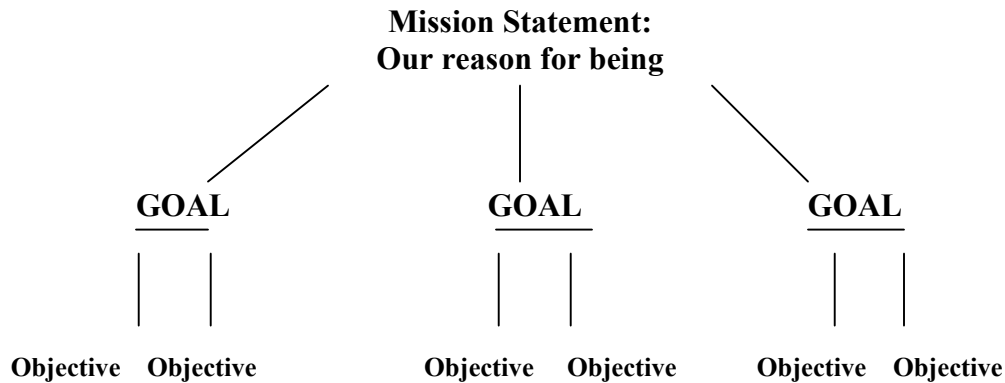 Mission Statement:
Our reason for being
GOAL GOAL GOAL
Objective Objective Objective Objective Objective Objective